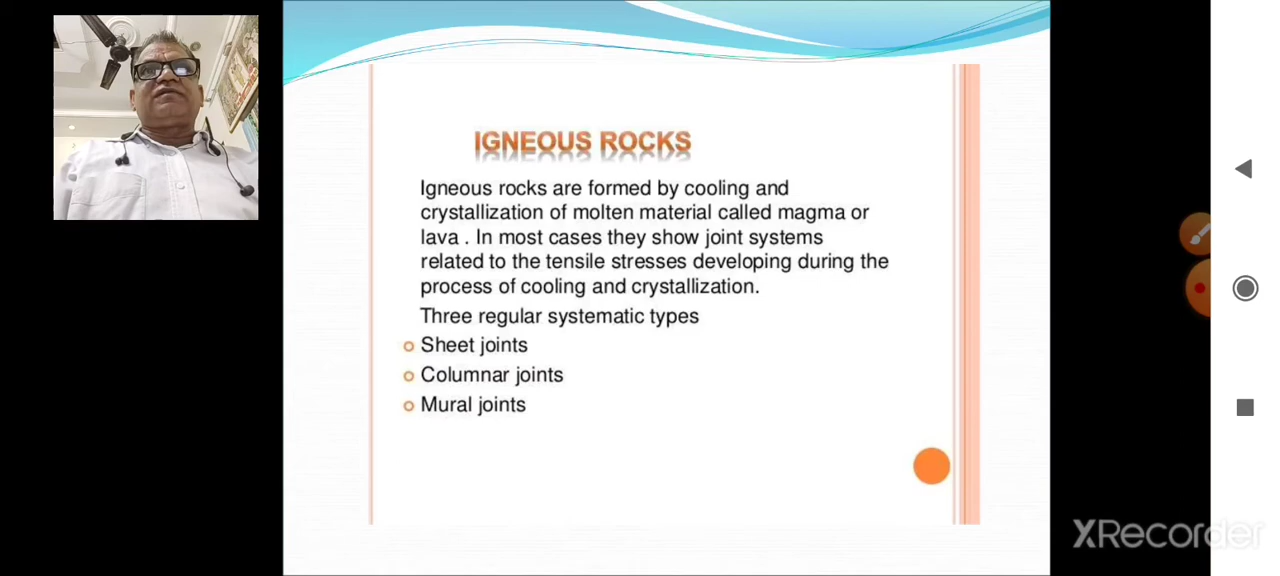 IGNEOUS ROCKS
Igneous rocks are formed by cooling and
crystallization of molten material called magma or
lava . In most cases they show joint systems
related to the tensile stresses developing during the
process of cooling and crystallization.
Three regular systematic types
Sheet joints
Columnar joints
Mural joints
XRecorder